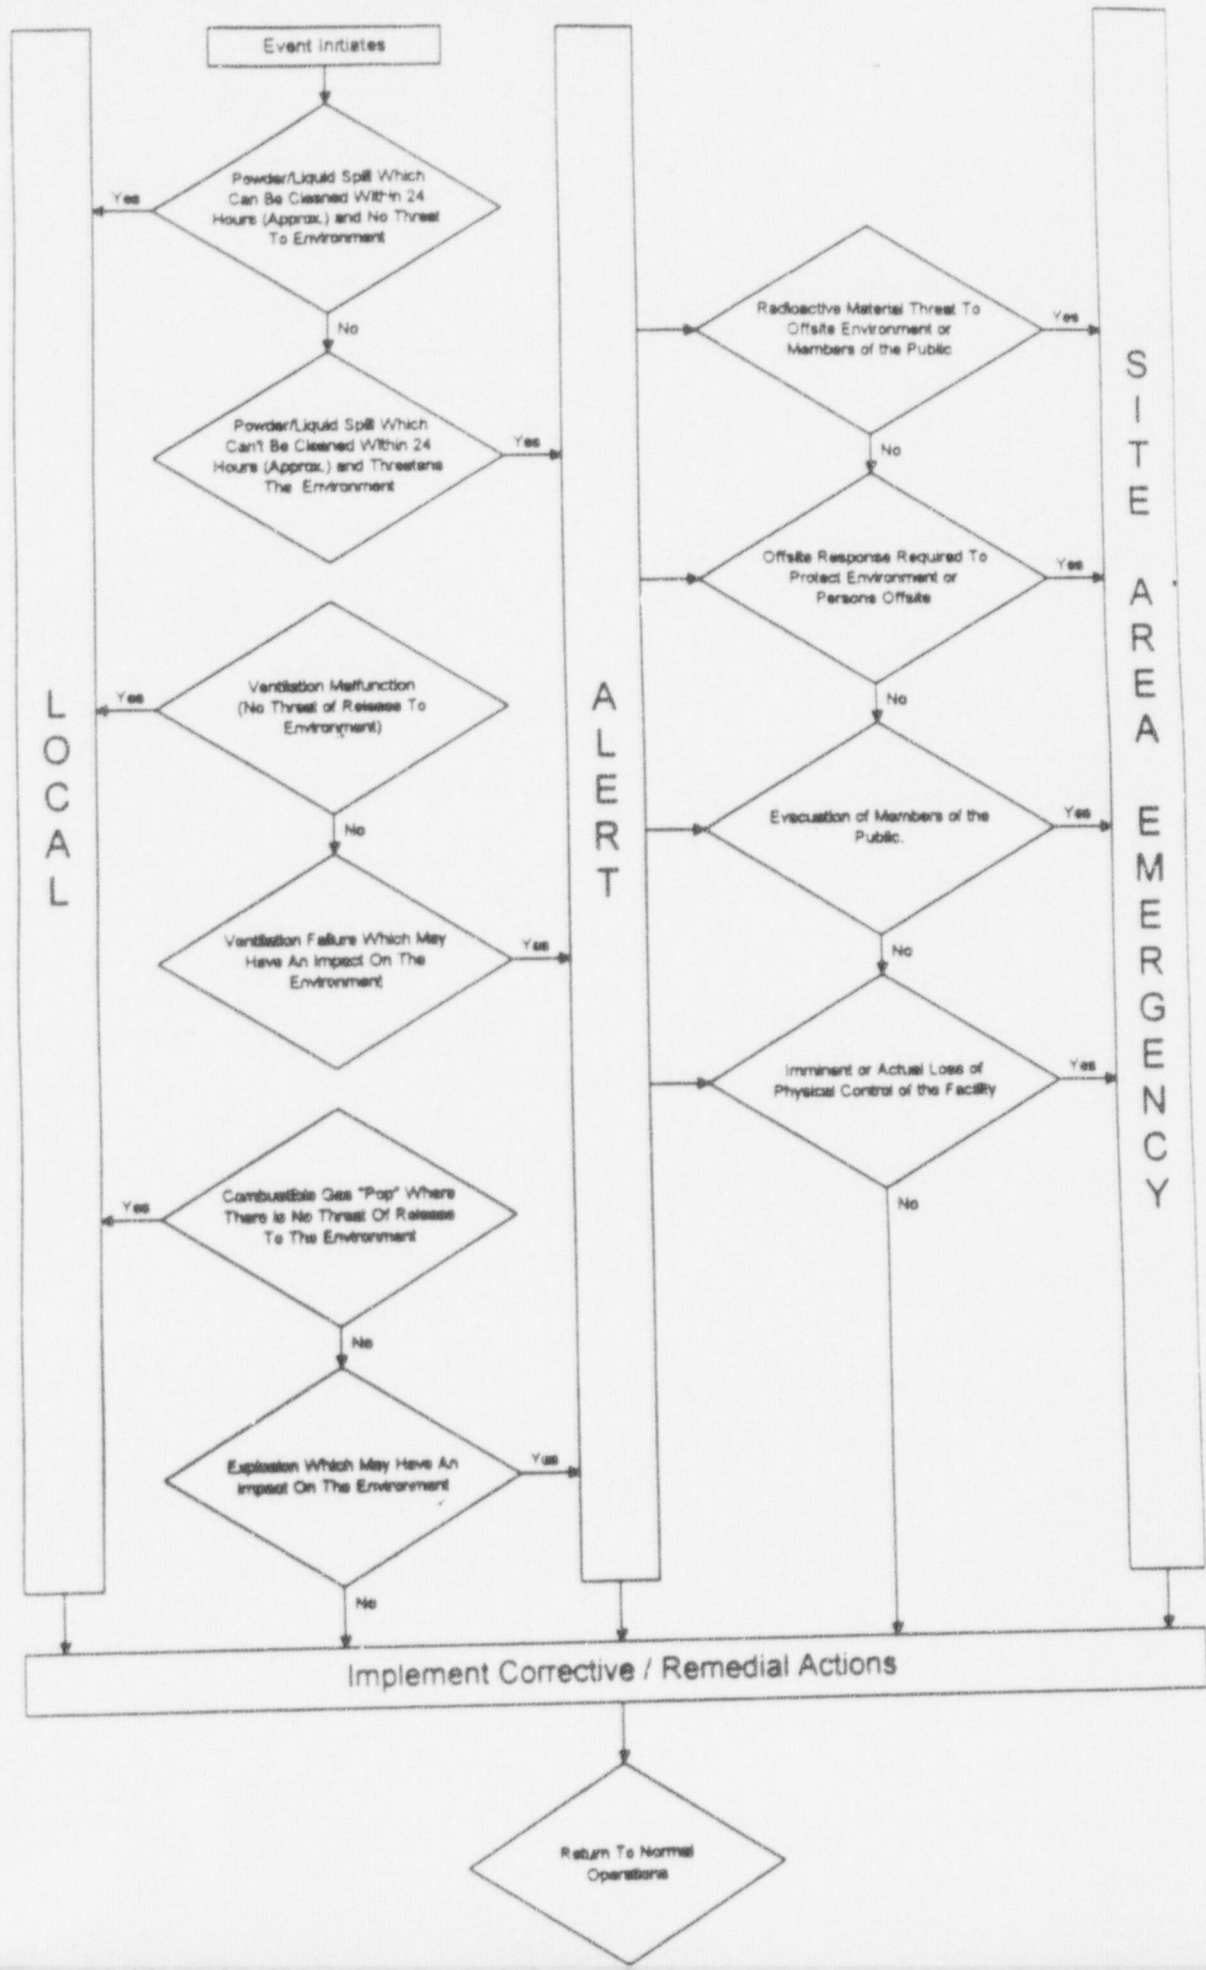 Event Initiates
Powder/Liquid Spill Which
Can Be Cleaned Within 24
Hours (Approx.) and No Threat
To Environment
Yes
No
Powder/Liquid Spill Which
Can't Be Cleaned Within 24
Hours (Approx.) and Threatens
The Environment
Yes
Ventilation Malfunction
(No Threat of Release To
Environment)
Yes
No
Ventilation Failure Which May
Have An Impact On The
Environment
Yes
Combustible Gas "Pop" Where
There is No Threat Of Release
To The Environment
Yes
No
Explosion Which May Have An
Impact On The Environment
Yes
No
LOCAL
ALERT
Radioactive Material Threat To
Offsite Environment or
Members of the Public
Yes
No
Offsite Response Required To
Protect Environment or
Persons Offsite
Yes
No
Evacuation of Members of the
Public.
Yes
No
Imminent or Actual Loss of
Physical Control of the Facility
Yes
No
SITE AREA EMERGENCY
Implement Corrective / Remedial Actions
Return To Normal
Operations